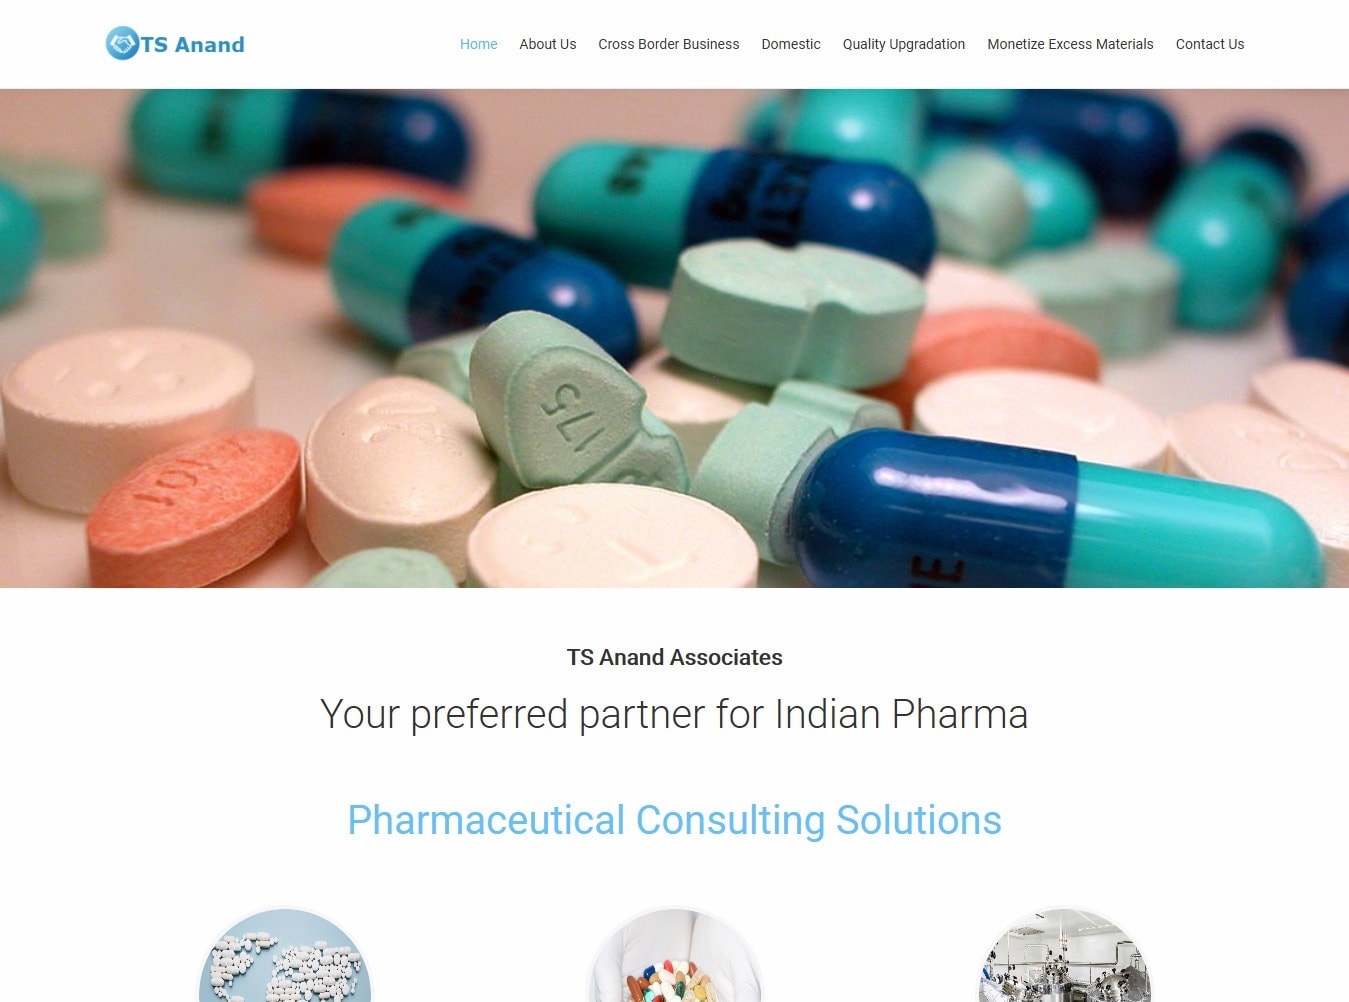 TS Anand
Home About Us Cross Border Business Domestic Quality Upgradation Monetize Excess Materials Contact Us
TS Anand Associates
Your preferred partner for Indian Pharma
Pharmaceutical Consulting Solutions